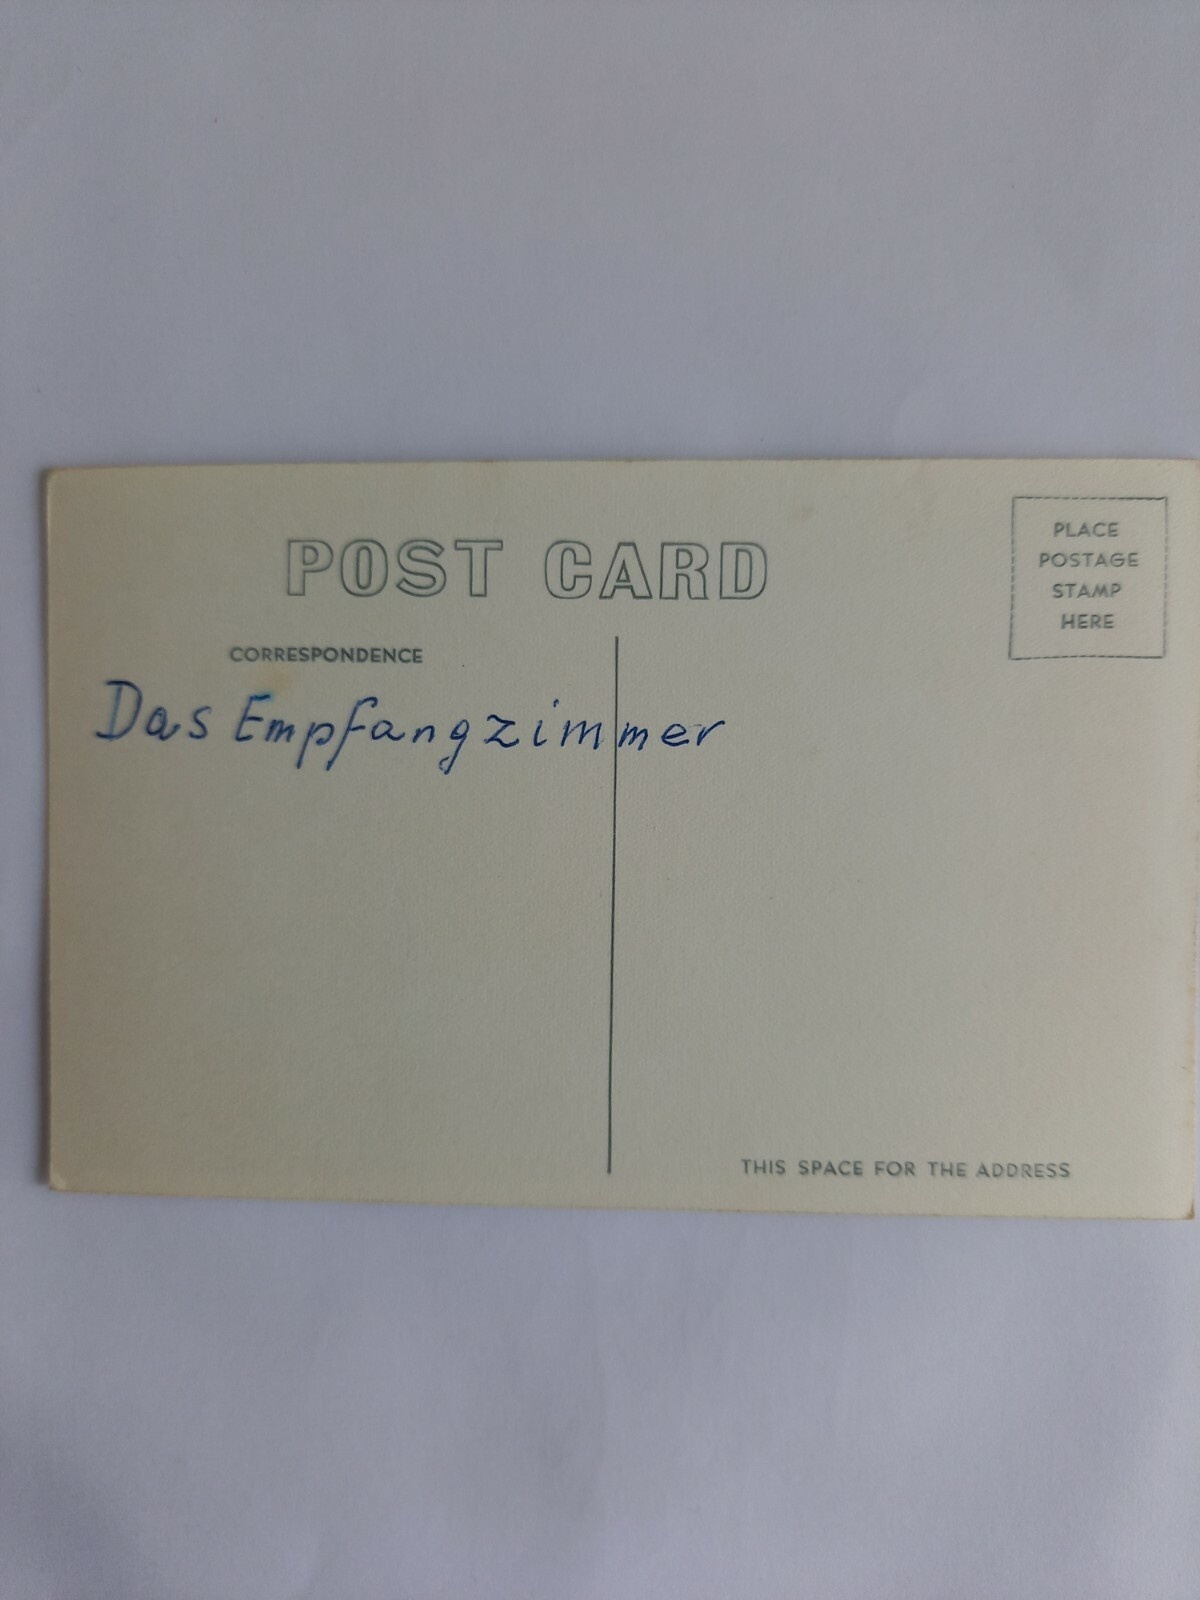 POST CARD
PLACE
POSTAGE
STAMP
HERE
CORRESPONDENCE
Das Empfangzimmer
THIS SPACE FOR THE ADDRESS